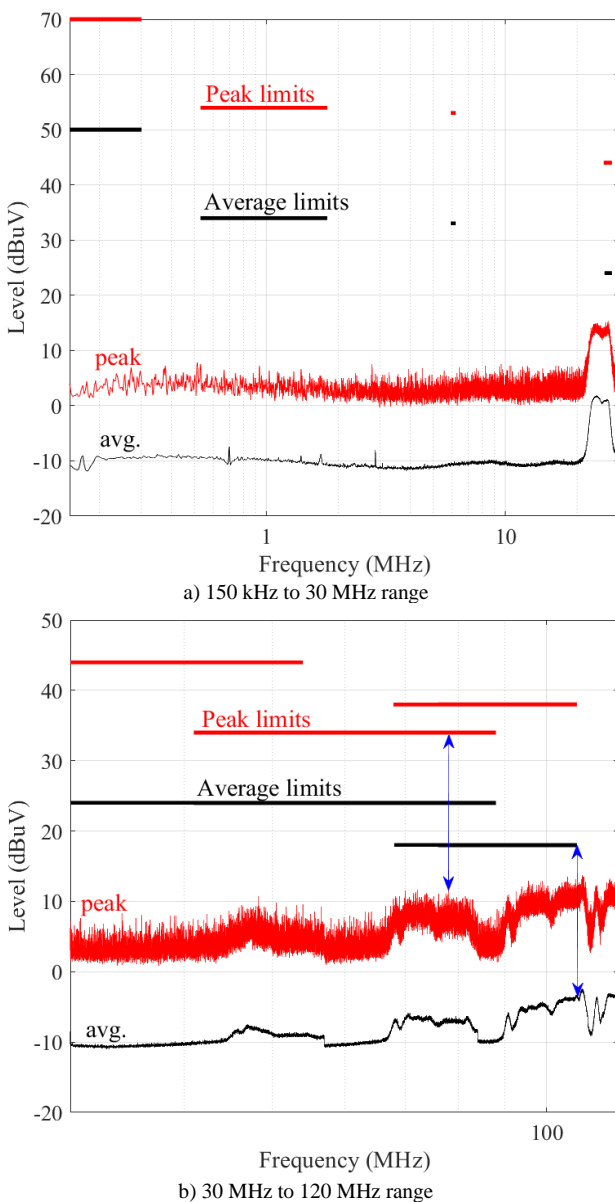 70
60
50
40
30
20
10
0
-10
-20
Level (dBuV)
Peak limits
Average limits
peak
avg.
1
10
Frequency (MHz)
a) 150 kHz to 30 MHz range
50
40
30
20
10
0
-10
-20
Level (dBuV)
Peak limits
Average limits
peak
avg.
100
Frequency (MHz)
b) 30 MHz to 120 MHz range